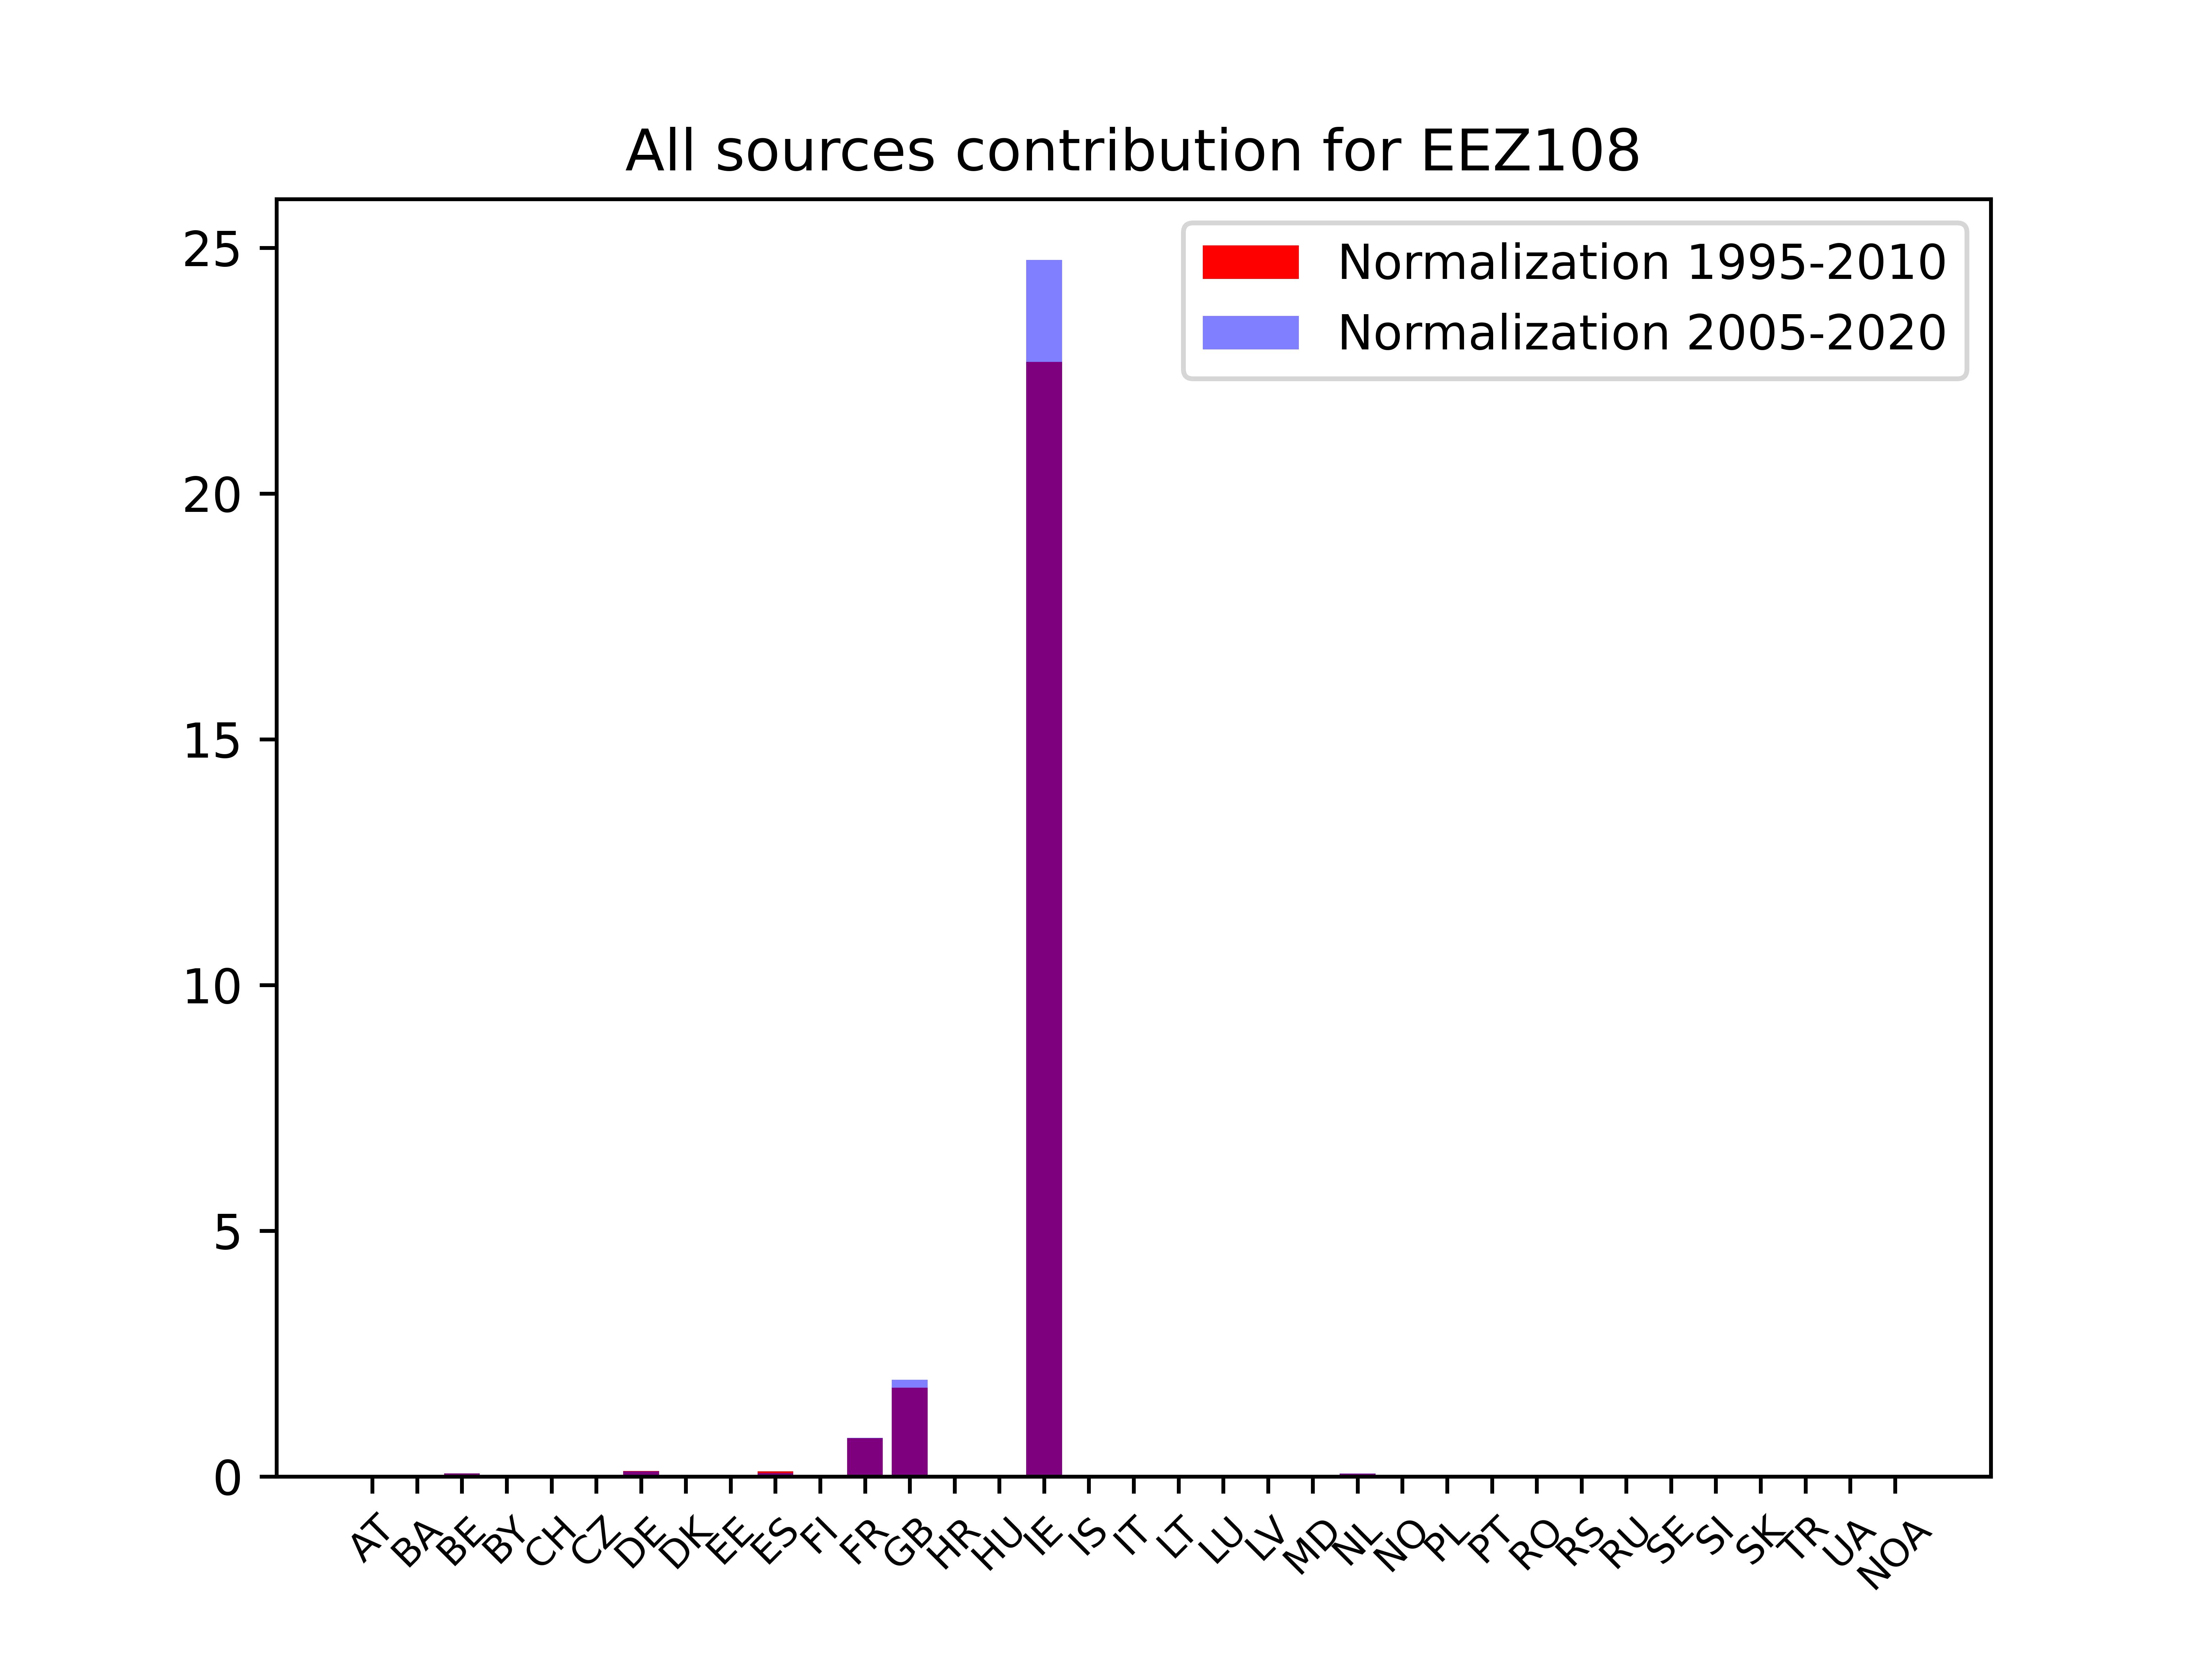 All sources contribution for EEZ108
Normalization 1995-2010
Normalization 2005-2020
25
20
15
10
5
0
AT BA BE BY CH CZ DE DK EE ES FI FR GB HR HU IE IS IT LT LU LV MD NL NO PL PT RO RS RU SE SI SK TR UA NOA